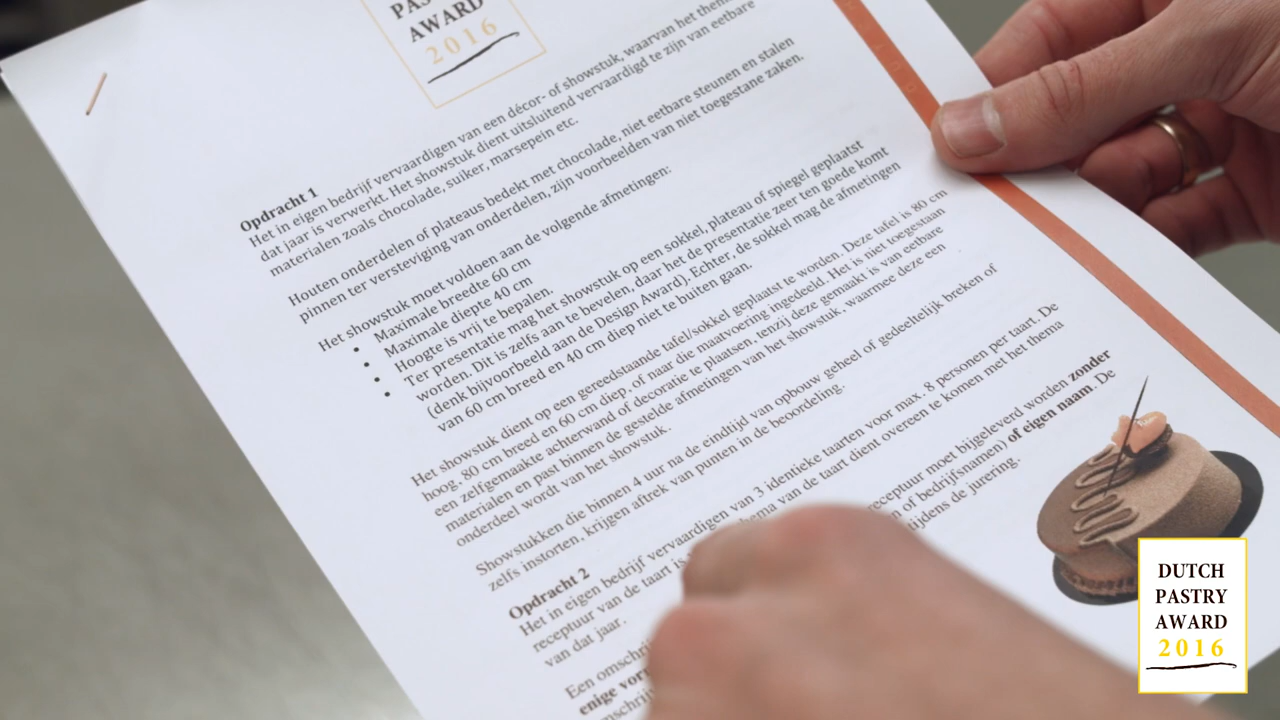 PASTRY
AWARD
2016
Opdracht 1
Het in eigen bedrijf vervaardigen van een décor- of showstuk, waarvan het thema
dat jaar is verwerkt. Het showstuk dient uitsluitend vervaardigd te zijn van eetbare
materialen zoals chocolade, suiker, marsepein etc.
Houten onderdelen of plateaus bedekt met chocolade, niet eetbare steunen en stalen
pinnen ter versteviging van onderdelen, zijn voorbeelden van niet toegestane zaken.
Het showstuk moet voldoen aan de volgende afmetingen:
• Maximale breedte 60 cm
• Maximale diepte 40 cm
• Hoogte is vrij te bepalen.
• Ter presentatie mag het showstuk op een sokkel, plateau of spiegel geplaatst
worden. Dit is zelfs aan te bevelen, daar het de presentatie zeer ten goede komt
(denk bijvoorbeeld aan de Design Award). Echter, de sokkel mag de afmetingen
van 60 cm breed en 40 cm diep niet te buiten gaan.
Het showstuk dient op een gereedstaande tafel/sokkel geplaatst te worden. Deze tafel is 80 cm
hoog, 80 cm breed en 60 cm diep, of naar die maatvoering ingedeeld. Het is niet toegestaan
een zelfgemaakte achterwand of decoratie te plaatsen, tenzij deze gemaakt is van eetbare
materialen en past binnen de gestelde afmetingen van het showstuk, waarmee deze een
onderdeel wordt van het showstuk.
Showstukken die binnen 4 uur na de eindtijd van opbouw geheel of gedeeltelijk breken of
zelfs instorten, krijgen aftrek van punten in de beoordeling.
Opdracht 2
Het in eigen bedrijf vervaardigen van 3 identieke taarten voor max. 8 personen per taart. De
receptuur van de taart is thema van de taart dient overeen te komen met het thema
van dat jaar.
Een omschrij receptuur moet bijgeleverd worden zonder
enige vorm n of bedrijfsnamen) of eigen naam. De
tijdens de jurering.
DUTCH
PASTRY
AWARD
2016